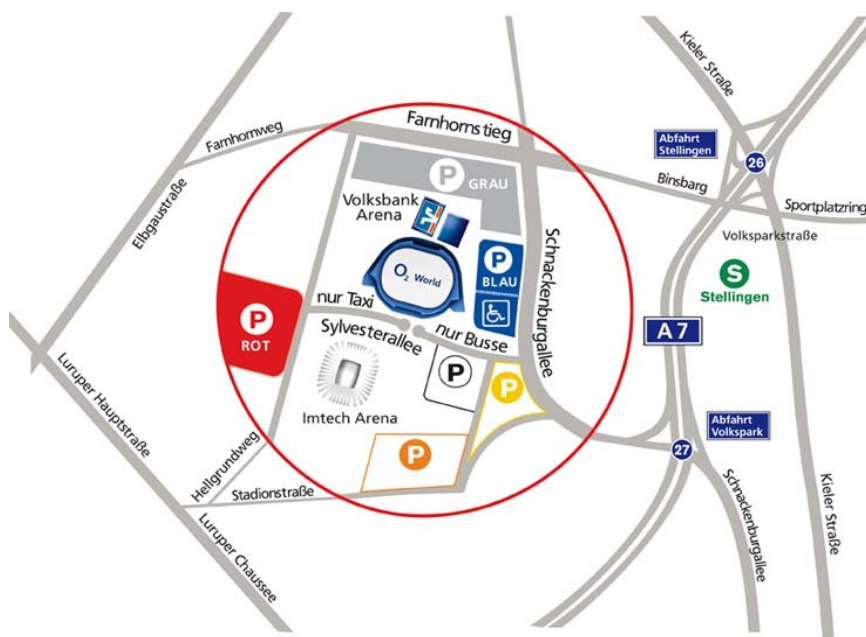 Kieler Straße
Farnhornstieg
Farnhornweg
Abfahrt
Stellingen
26
P
GRAU
Binsbarg
Sportplatzring
Elbgaustraße
Volksbank
Arena
Volksparkstraße
P
BLAU
Schnackenburgallee
S
Stellingen
O2 World
nur Taxi
P
ROT
Sylvesterallee
nur Busse
A 7
P
P
Imtech Arena
Luruper Hauptstraße
Abfahrt
Volkspark
27
P
Hellgrundweg
Stadionstraße
Schnackenburgallee
Kieler Straße
Luruper Chaussee